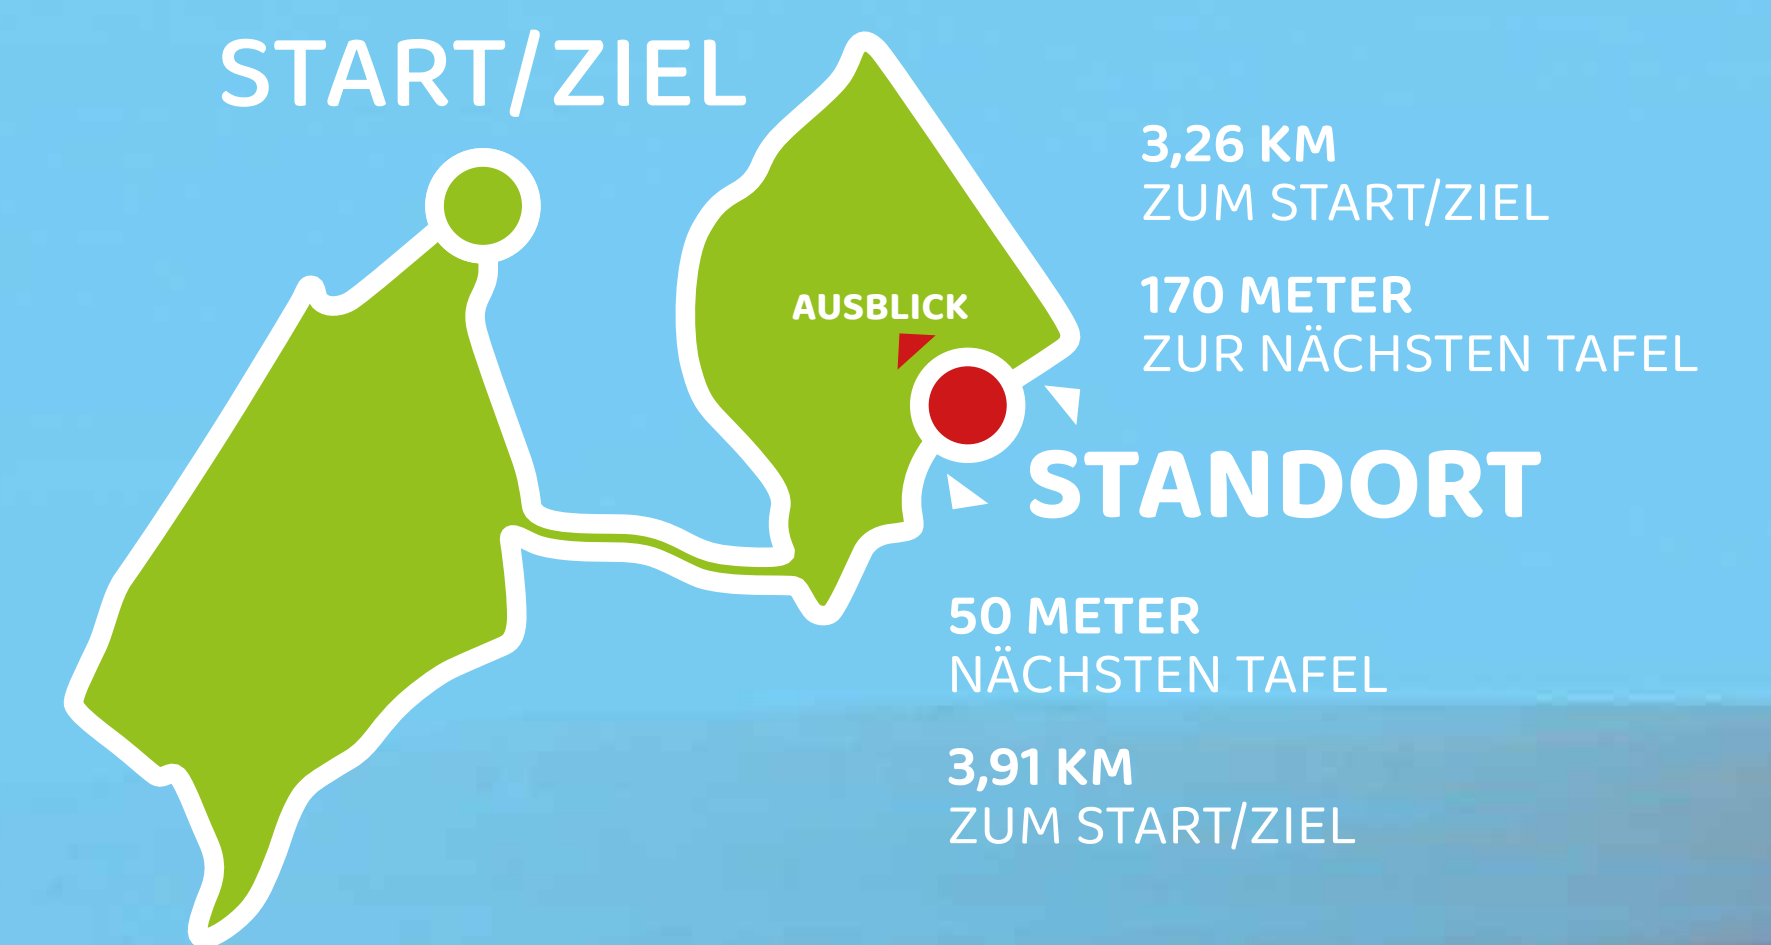 START/ZIEL
3,26 KM
ZUM START/ZIEL
170 METER
ZUR NÄCHSTEN TAFEL
AUSBLICK
STANDORT
50 METER
NÄCHSTEN TAFEL
3,91 KM
ZUM START/ZIEL